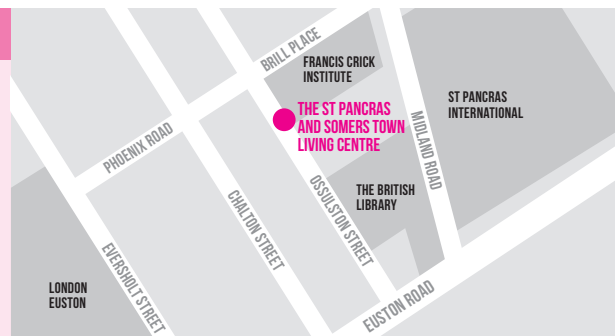 BRILL PLACE
FRANCIS CRICK
INSTITUTE
ST PANCRAS
INTERNATIONAL
THE ST PANCRAS
AND SOMERS TOWN
LIVING CENTRE
MIDLAND ROAD
PHOENIX ROAD
THE BRITISH
LIBRARY
CHALTON STREET
OSSULSTON STREET
EVERSHOLT STREET
LONDON
EUSTON
EUSTON ROAD